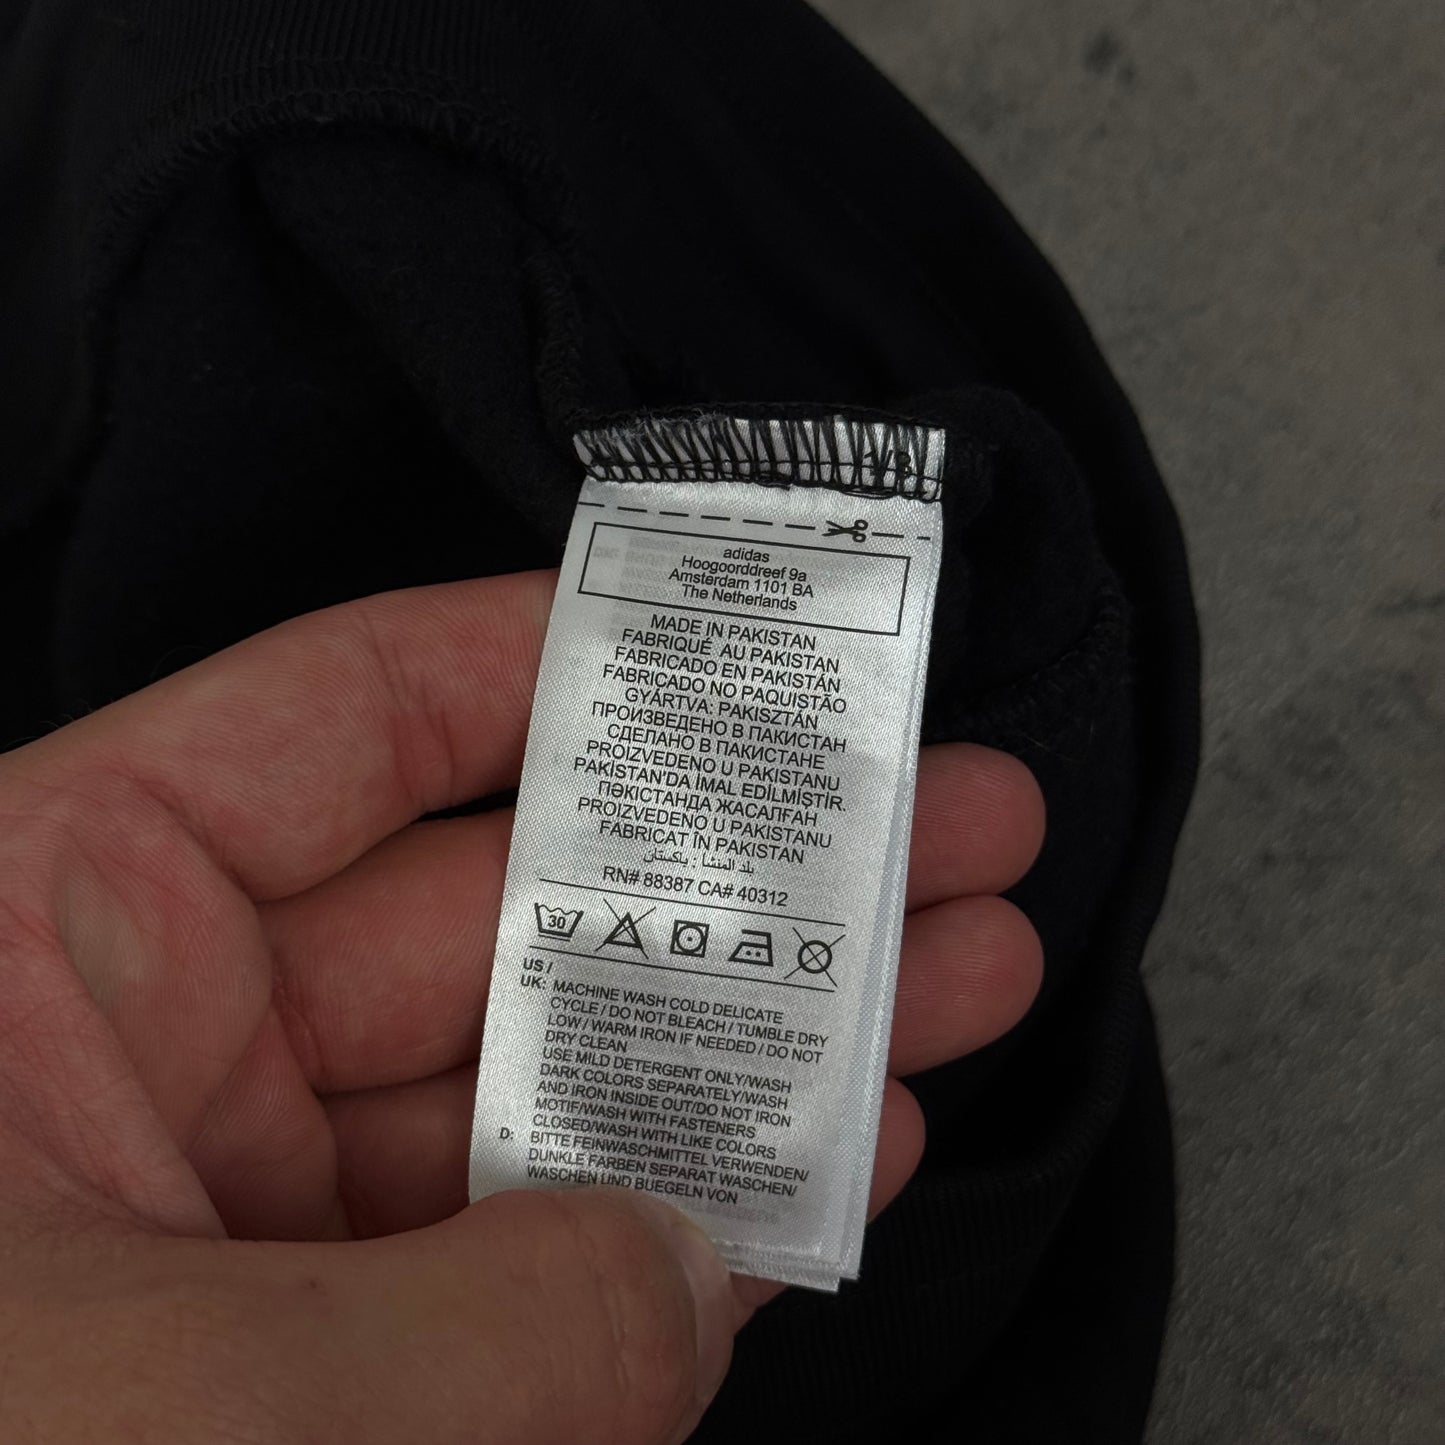 adidas
Hoogoorddreef 9a
Amsterdam 1101 BA
The Netherlands
MADE IN PAKISTAN
FABRIQUÉ AU PAKISTAN
FABRICADO EN PAKISTÁN
FABRICADO NO PAQUISTÃO
GYÁRTVA: PAKISZTÁN
ПРОИЗВЕДЕНО В ПАКИСТАН
СДЕЛАНО В ПАКИСТАНЕ
PROIZVEDENO U PAKISTANU
PAKİSTAN'DA İMAL EDİLMİŞTİR.
ПӘКІСТАНДА ЖАСАЛҒАН
PROIZVEDENO U PAKISTANU
FABRICAT ÎN PAKISTAN
بلد المنشأ : باكستان
RN# 88387 CA# 40312
30
US /
UK: MACHINE WASH COLD DELICATE
CYCLE / DO NOT BLEACH / TUMBLE DRY
LOW / WARM IRON IF NEEDED / DO NOT
DRY CLEAN
USE MILD DETERGENT ONLY/WASH
DARK COLORS SEPARATELY/WASH
AND IRON INSIDE OUT/DO NOT IRON
MOTIF/WASH WITH FASTENERS
CLOSED/WASH WITH LIKE COLORS
D: BITTE FEINWASCHMITTEL VERWENDEN/
DUNKLE FARBEN SEPARAT WASCHEN/
WASCHEN UND BUEGELN VON